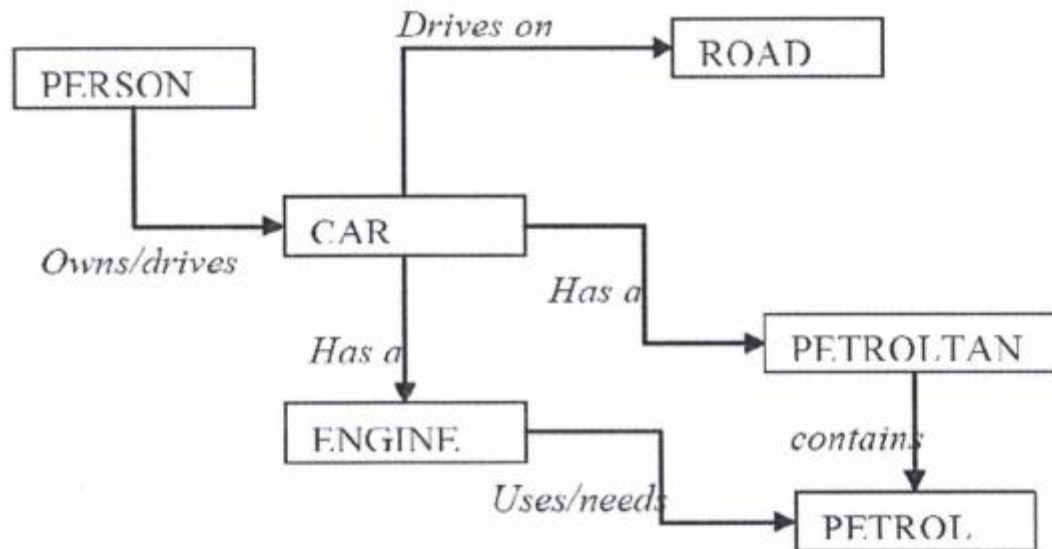 Drives on
ROAD
PERSON
CAR
Owns/drives
Has a
Has a
PETROLTAN
ENGINE
contains
Uses/needs
PETROL